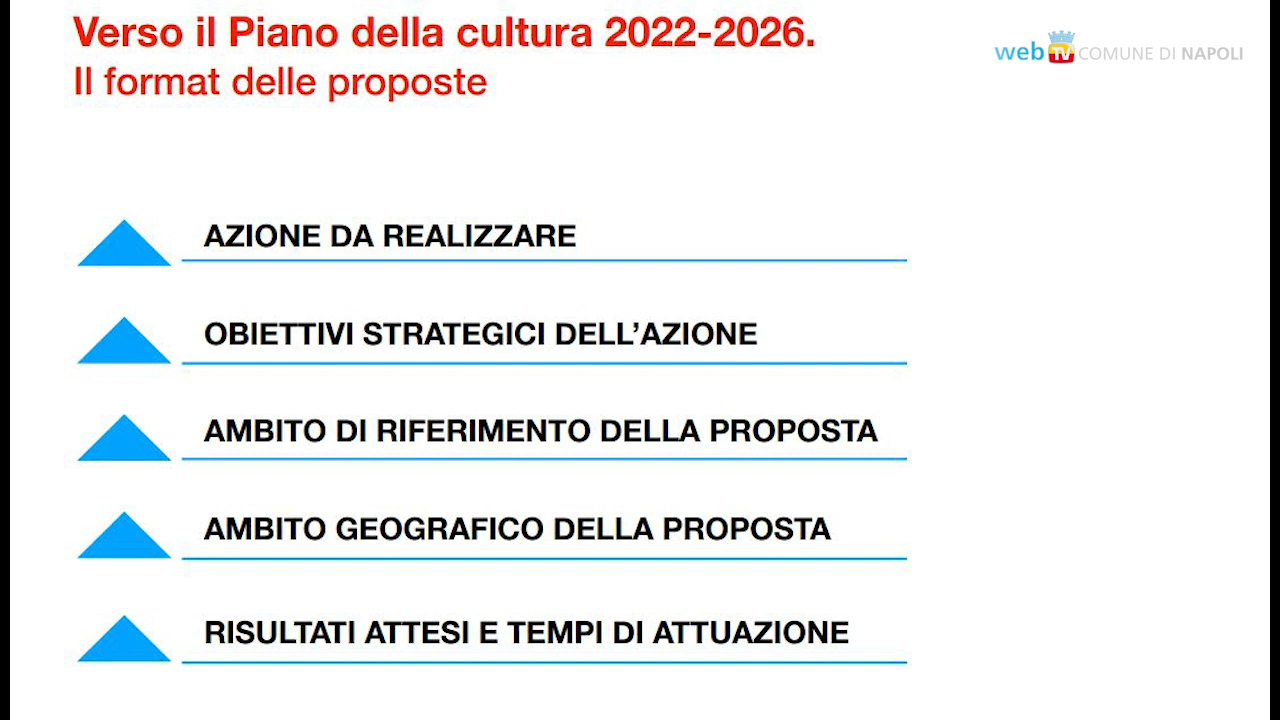 Verso il Piano della cultura 2022-2026.
Il format delle proposte
web TV COMUNE DI NAPOLI
AZIONE DA REALIZZARE
OBIETTIVI STRATEGICI DELL’AZIONE
AMBITO DI RIFERIMENTO DELLA PROPOSTA
AMBITO GEOGRAFICO DELLA PROPOSTA
RISULTATI ATTESI E TEMPI DI ATTUAZIONE